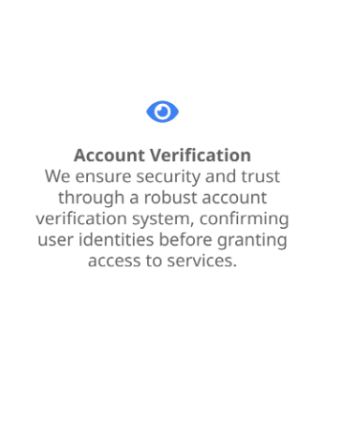 Account Verification
We ensure security and trust
through a robust account
verification system, confirming
user identities before granting
access to services.